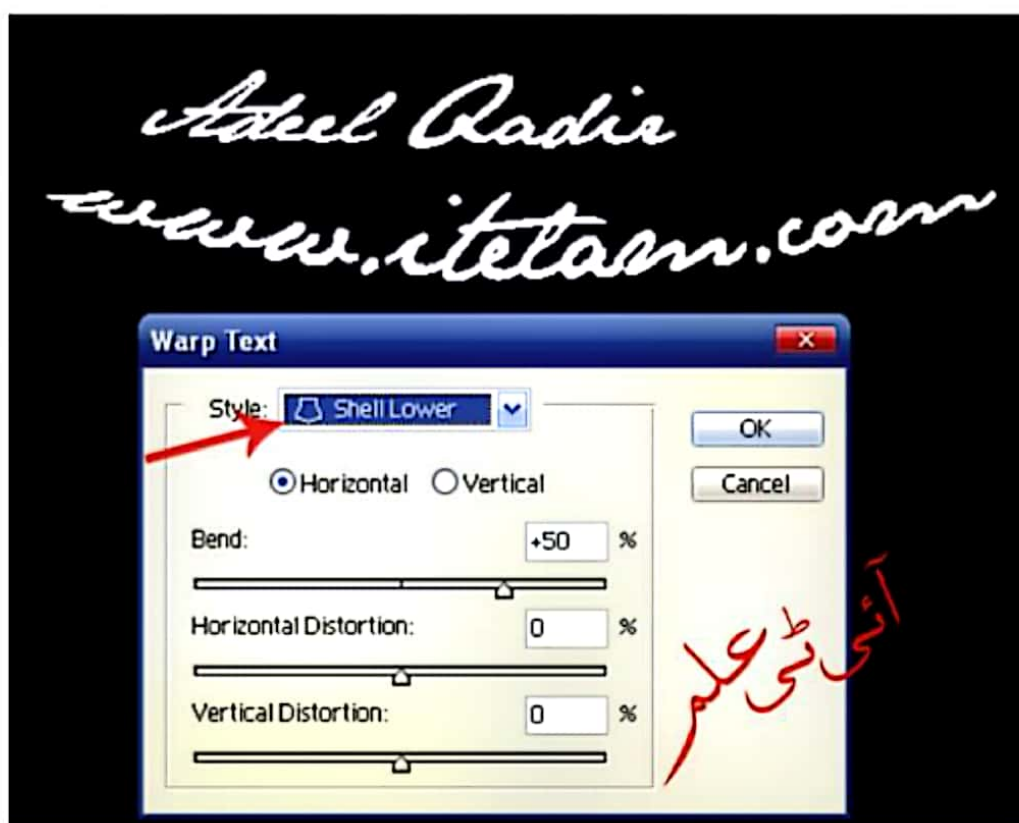 Adeel Qadir
www.itetam.com
Warp Text
Style: Shell Lower
OK
Horizontal Vertical
Cancel
Bend: +50 %
Horizontal Distortion: 0 %
Vertical Distortion: 0 %
آئی ٹی علم